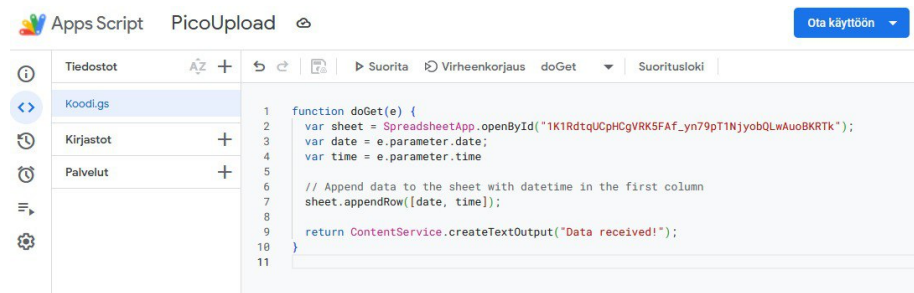 Apps Script PicoUpload
Ota käyttöön
Tiedostot AZ
Suorita Virheenkorjaus doGet Suoritusloki
Koodi.gs
Kirjastot
Palvelut
1 function doGet(e) {
2 var sheet = SpreadsheetApp.openById("1K1RdtqUCpHCgVRK5FAf_yn79pT1NjyobQLwAuoBKRTk");
3 var date = e.parameter.date;
4 var time = e.parameter.time
5
6 // Append data to the sheet with datetime in the first column
7 sheet.appendRow([date, time]);
8
9 return ContentService.createTextOutput("Data received!");
10 }
11